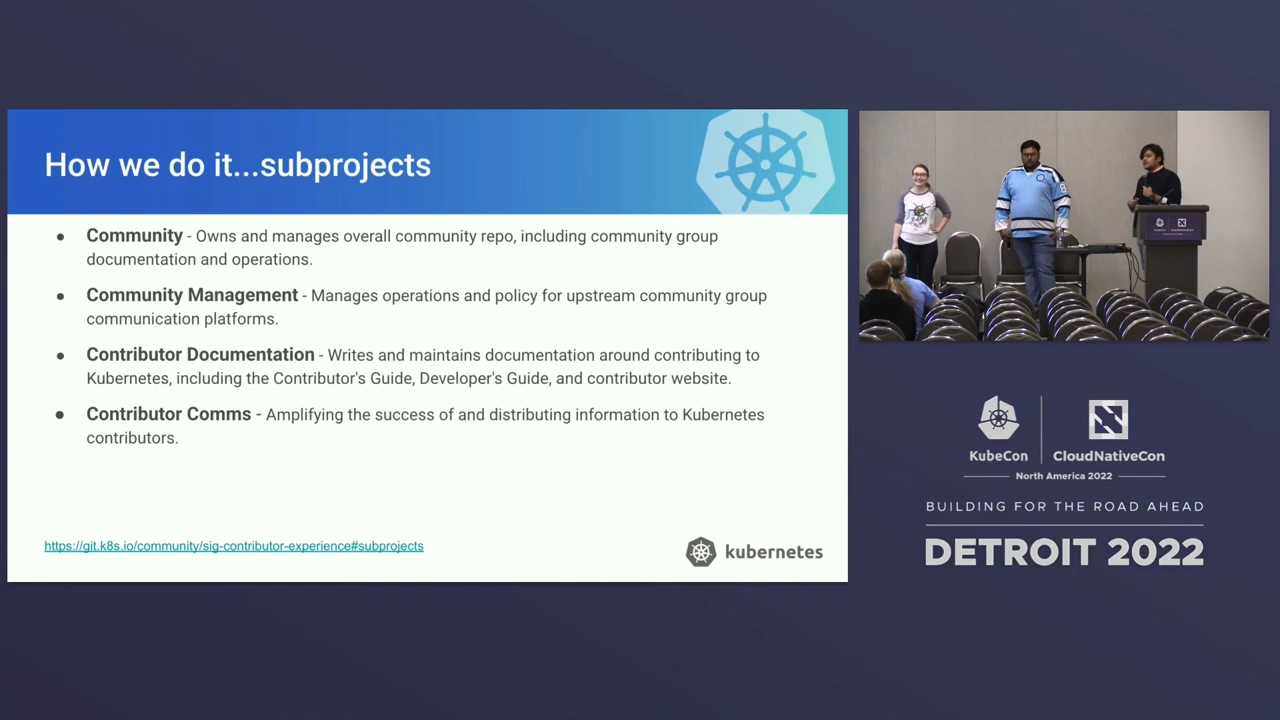 How we do it...subprojects
● Community - Owns and manages overall community repo, including community group
documentation and operations.
● Community Management - Manages operations and policy for upstream community group
communication platforms.
● Contributor Documentation - Writes and maintains documentation around contributing to
Kubernetes, including the Contributor's Guide, Developer's Guide, and contributor website.
● Contributor Comms - Amplifying the success of and distributing information to Kubernetes
contributors.
https://git.k8s.io/community/sig-contributor-experience#subprojects
kubernetes
KubeCon
CloudNativeCon
North America 2022
BUILDING FOR THE ROAD AHEAD
DETROIT 2022